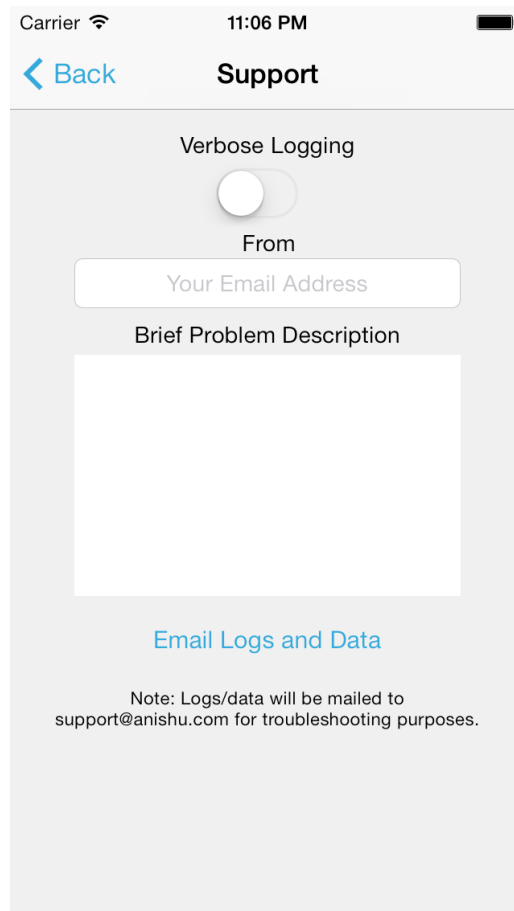 Carrier 11:06 PM
Back Support
Verbose Logging
From
Your Email Address
Brief Problem Description
Email Logs and Data
Note: Logs/data will be mailed to
support@anishu.com for troubleshooting purposes.